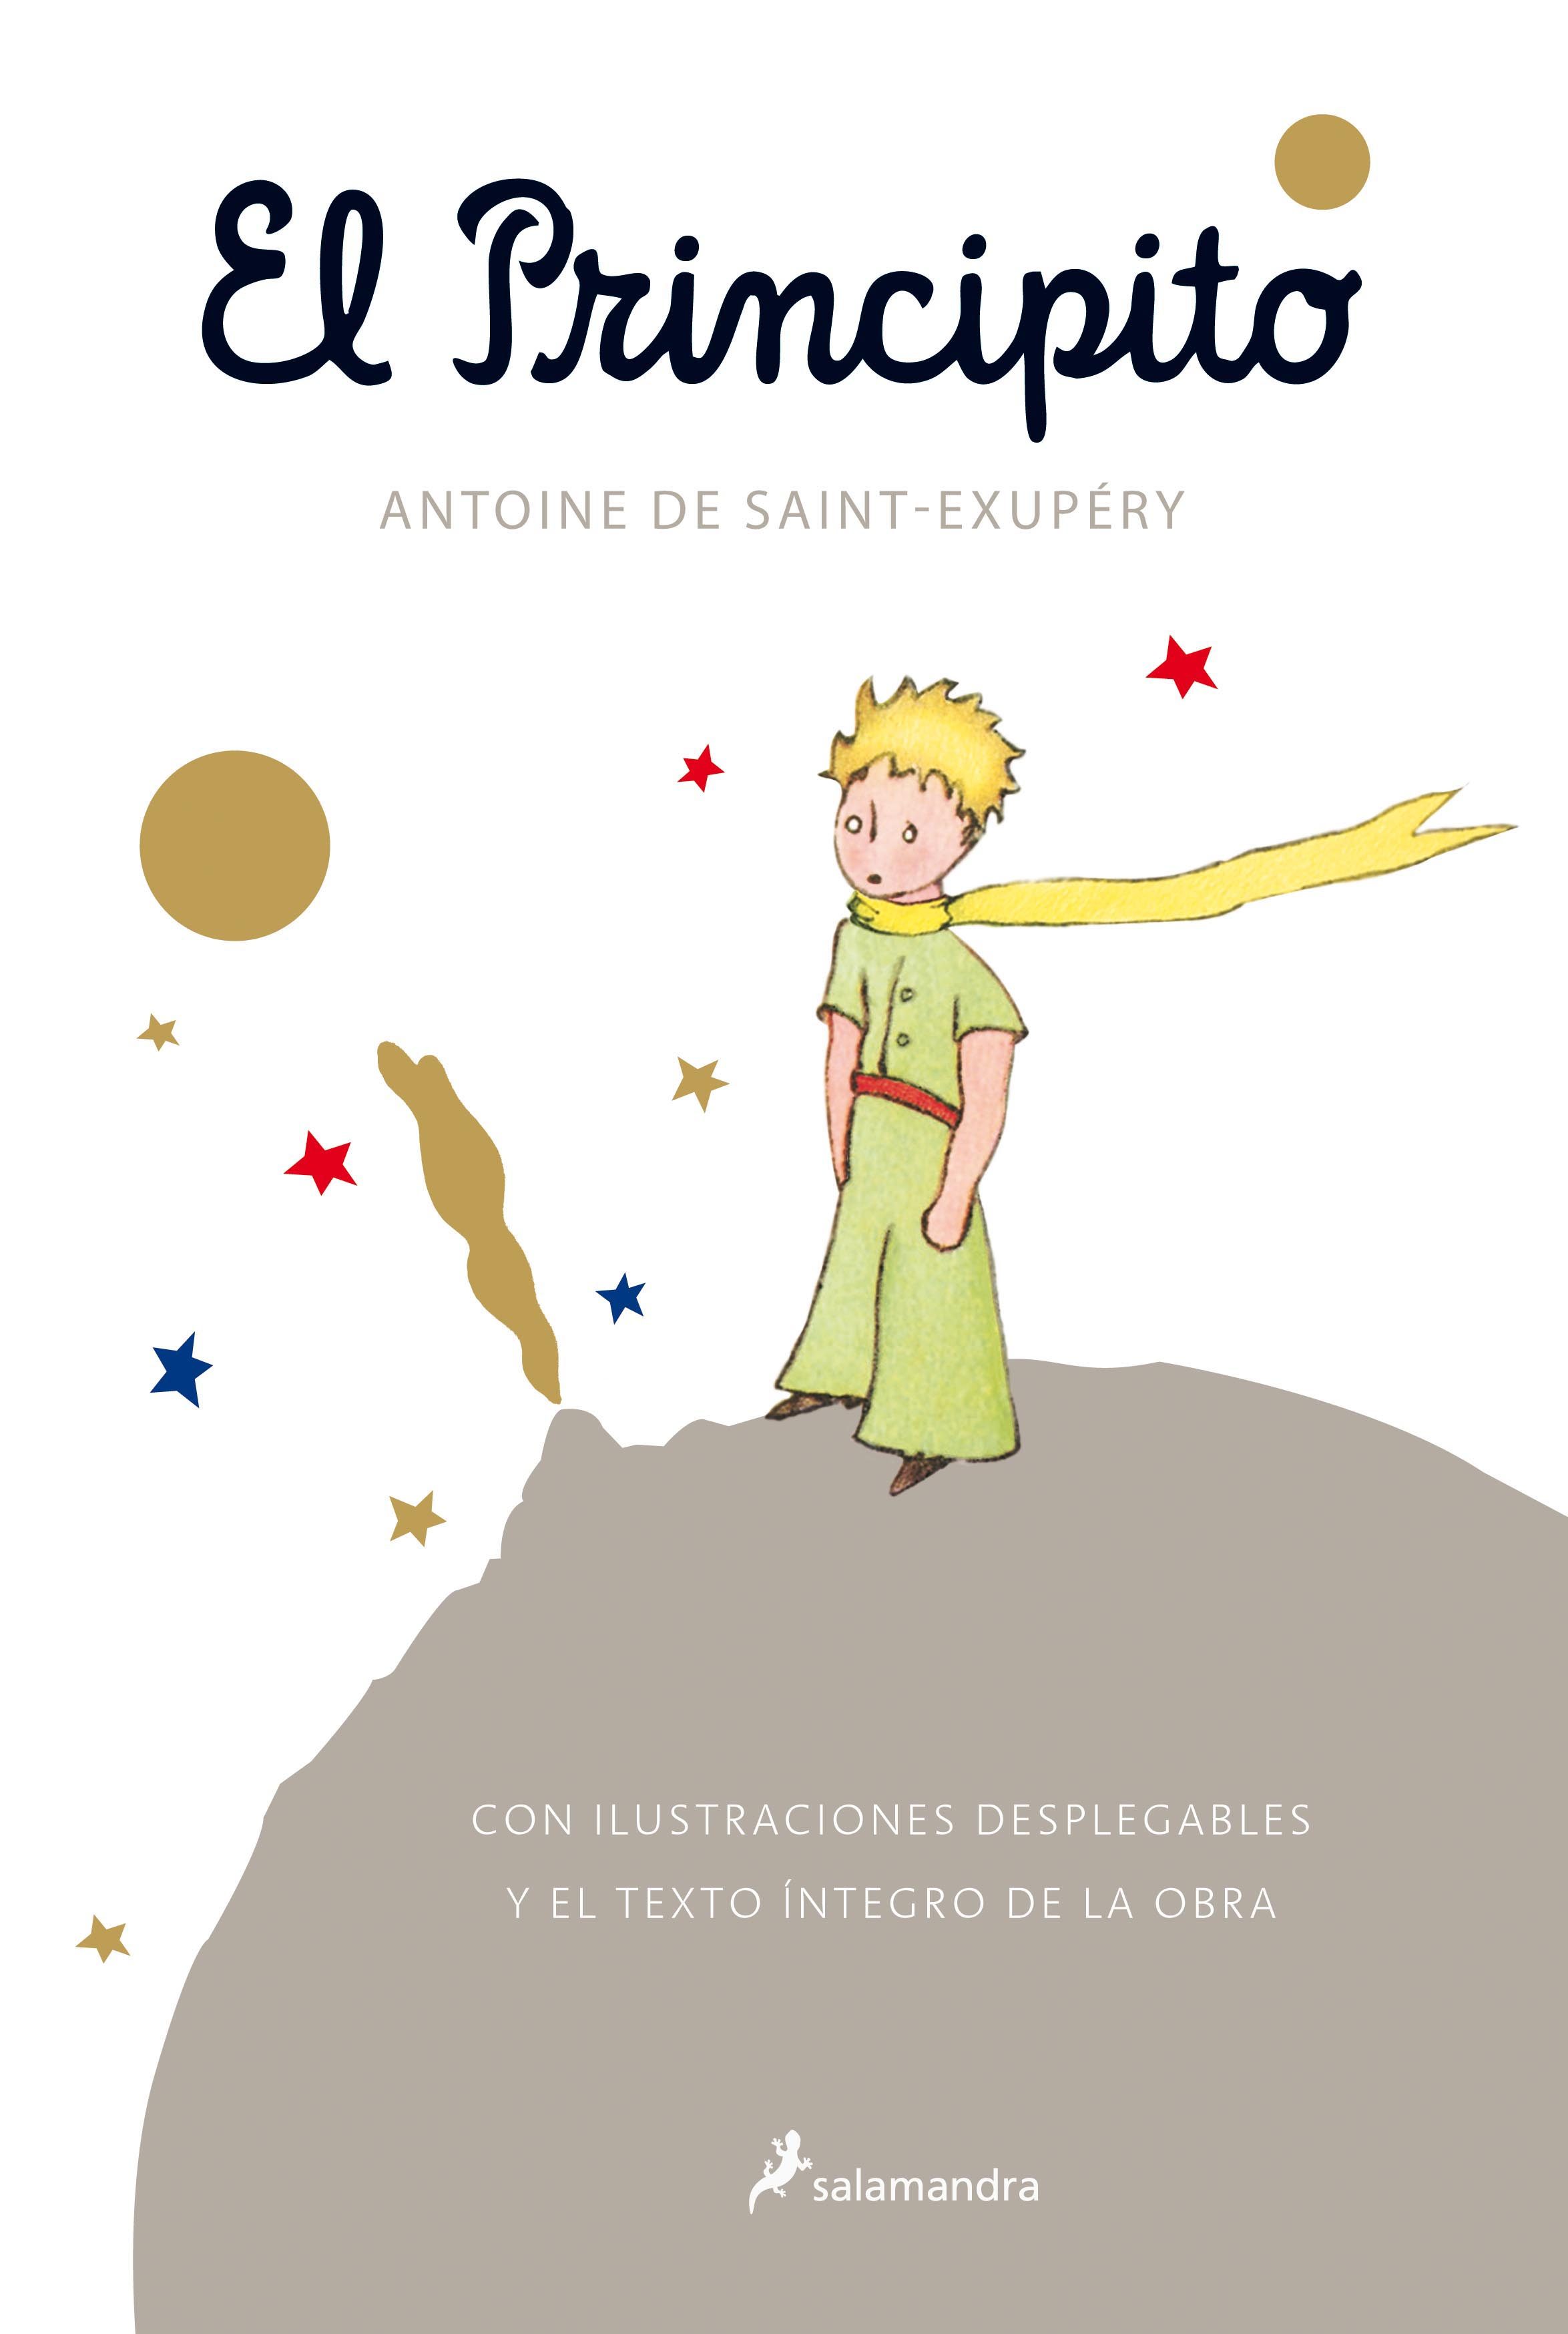 El Principito
ANTOINE DE SAINT-EXUPÉRY
CON ILUSTRACIONES DESPLEGABLES
Y EL TEXTO ÍNTEGRO DE LA OBRA
salamandra